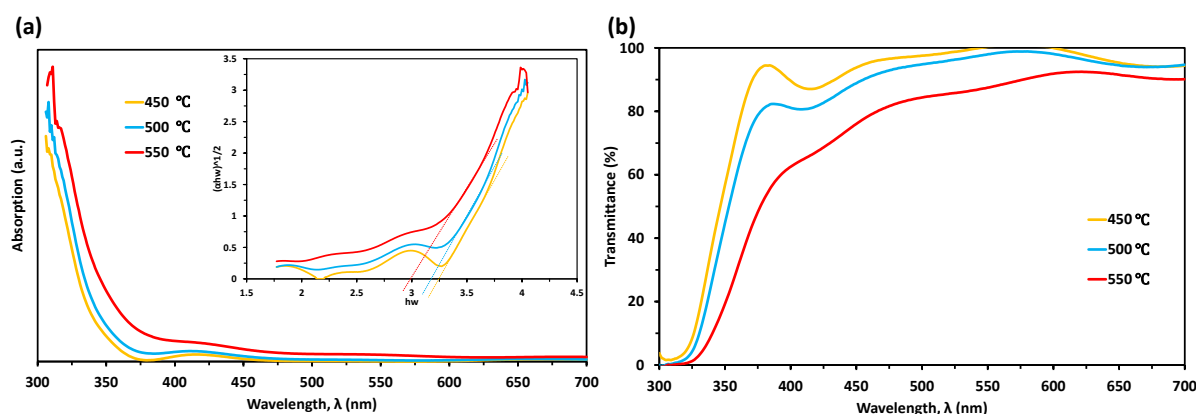 (a)
Absorption (a.u.)
450 ℃
500 ℃
550 ℃
300 350 400 450 500 550 600 650 700
Wavelength, λ (nm)
(αhw)^1/2
3.5
3
2.5
2
1.5
1
0.5
0
1.5 2 2.5 3 3.5 4 4.5
hw
(b)
Transmittance (%)
100
80
60
40
20
0
450 ℃
500 ℃
550 ℃
300 350 400 450 500 550 600 650 700
Wavelength, λ (nm)